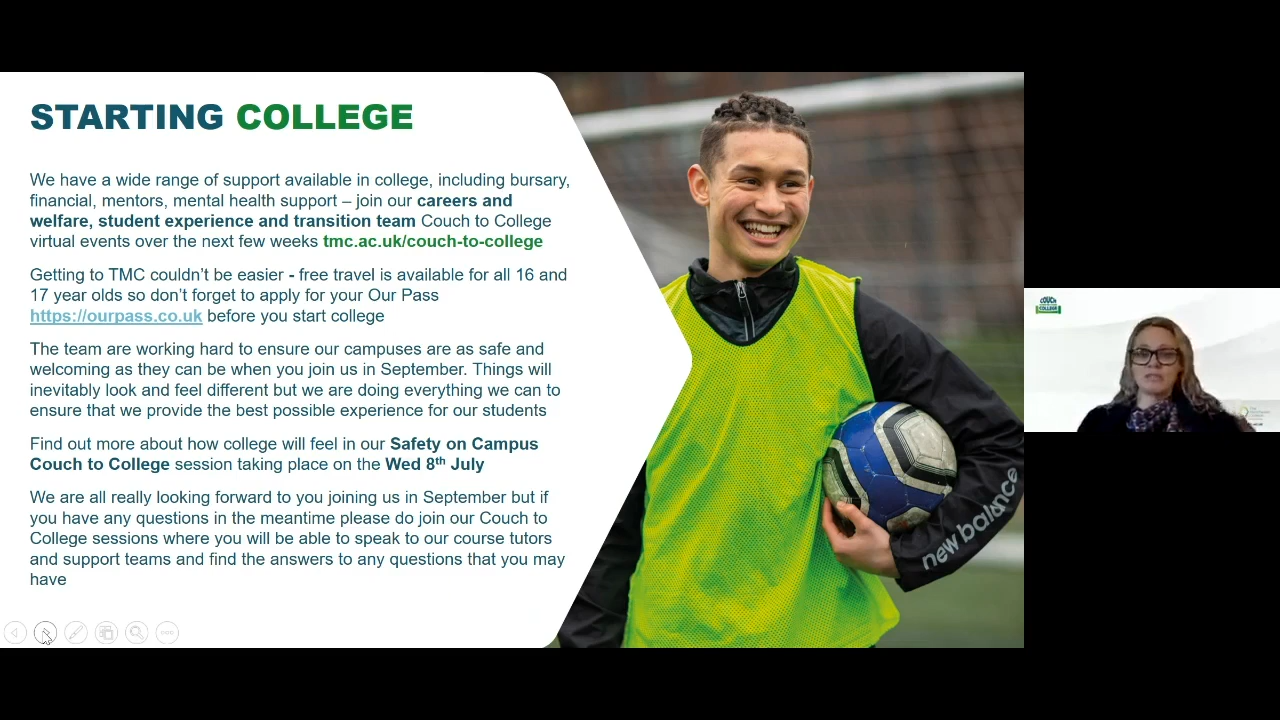 STARTING COLLEGE
We have a wide range of support available in college, including bursary,
financial, mentors, mental health support – join our careers and
welfare, student experience and transition team Couch to College
virtual events over the next few weeks tmc.ac.uk/couch-to-college
Getting to TMC couldn't be easier - free travel is available for all 16 and
17 year olds so don't forget to apply for your Our Pass
https://ourpass.co.uk before you start college
The team are working hard to ensure our campuses are as safe and
welcoming as they can be when you join us in September. Things will
inevitably look and feel different but we are doing everything we can to
ensure that we provide the best possible experience for our students
Find out more about how college will feel in our Safety on Campus
Couch to College session taking place on the Wed 8th July
We are all really looking forward to you joining us in September but if
you have any questions in the meantime please do join our Couch to
College sessions where you will be able to speak to our course tutors
and support teams and find the answers to any questions that you may
have
new balance
COUCH
COLLEGE